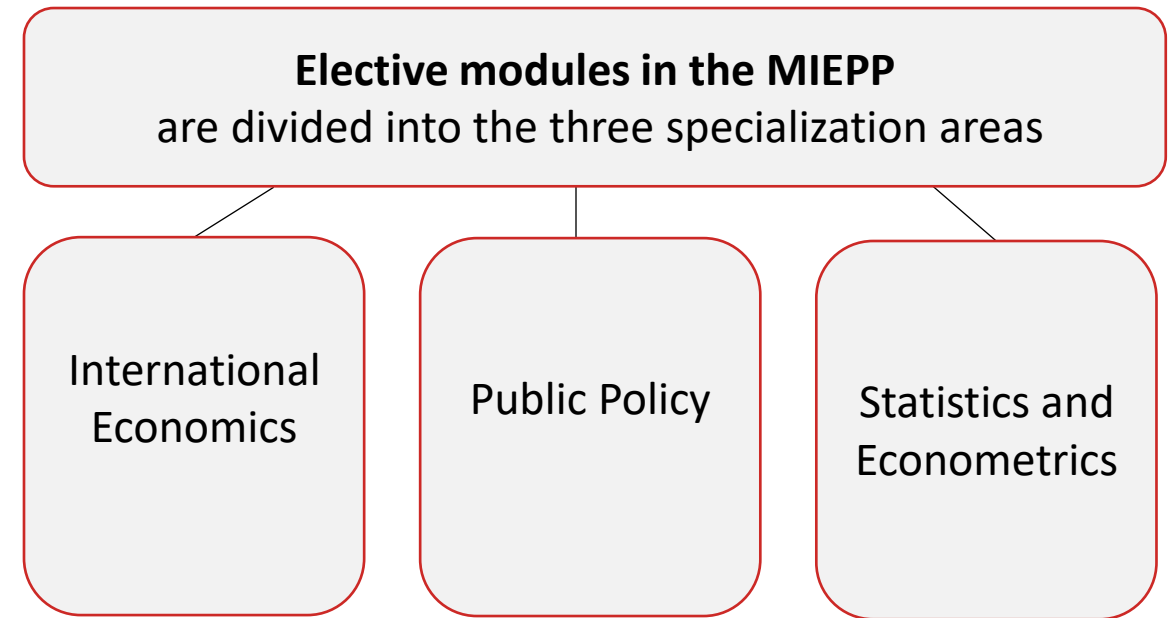 Elective modules in the MIEPP
are divided into the three specialization areas
International
Economics
Public Policy
Statistics and
Econometrics